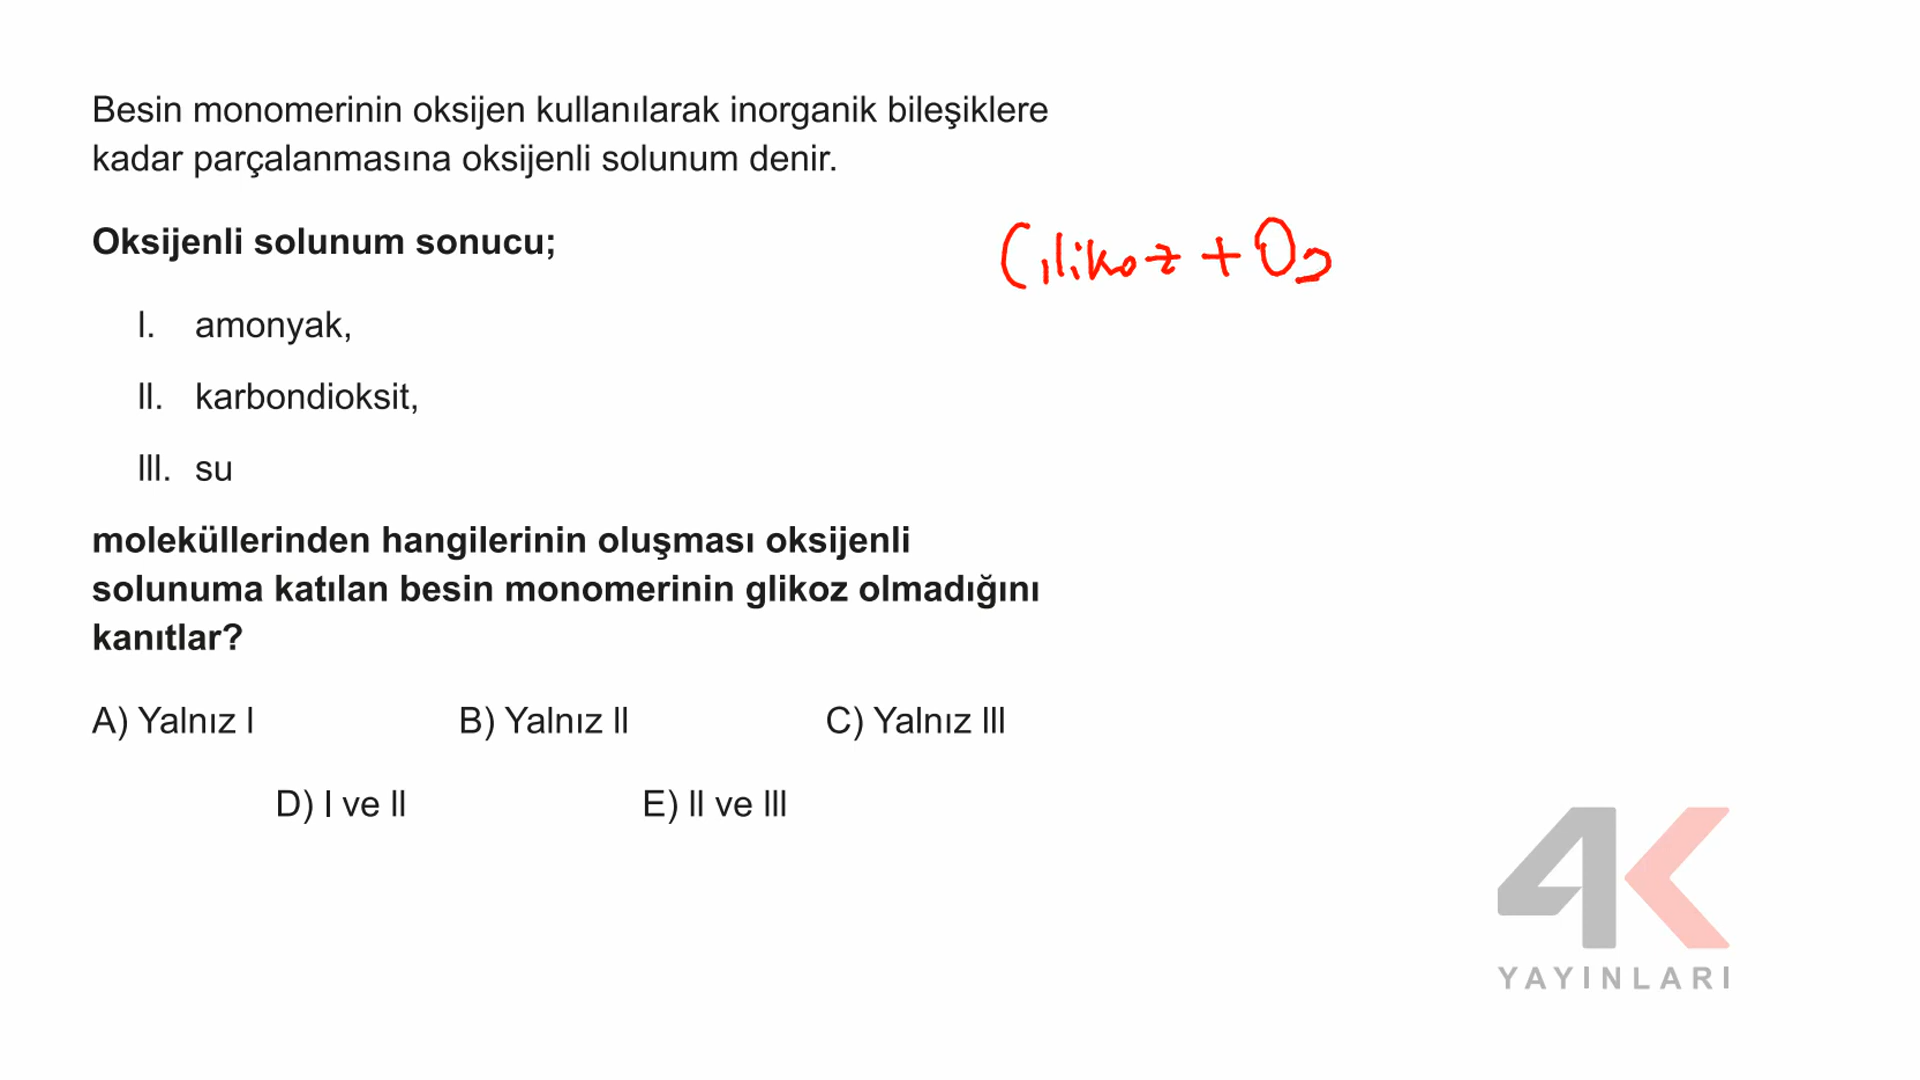 Besin monomerinin oksijen kullanılarak inorganik bileşiklere
kadar parçalanmasına oksijenli solunum denir.
Oksijenli solunum sonucu;
Glikoz + O₂
I. amonyak,
II. karbondioksit,
III. su
moleküllerinden hangilerinin oluşması oksijenli
solunuma katılan besin monomerinin glikoz olmadığını
kanıtlar?
A) Yalnız I B) Yalnız II C) Yalnız III
D) I ve II E) II ve III
4K
YAYINLARI